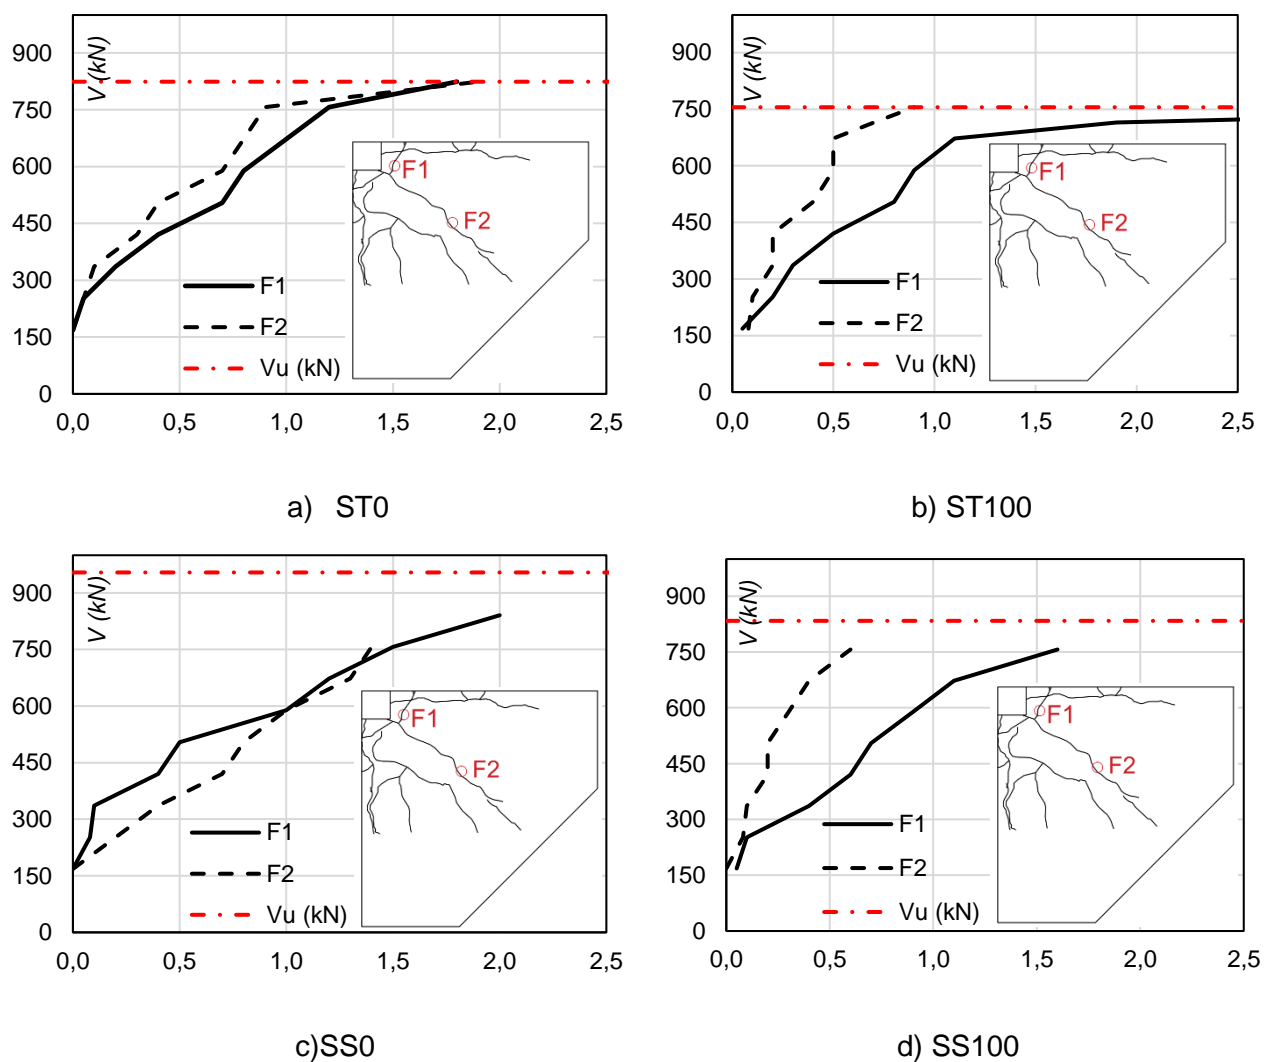 V (kN)
900
750
600
450
300
150
0
0,0 0,5 1,0 1,5 2,0 2,5
F1
F2
F1
F2
Vu (kN)
a) ST0
V (kN)
900
750
600
450
300
150
0
0,0 0,5 1,0 1,5 2,0 2,5
F1
F2
F1
F2
Vu (kN)
b) ST100
V (kN)
900
750
600
450
300
150
0
0,0 0,5 1,0 1,5 2,0 2,5
F1
F2
F1
F2
Vu (kN)
c)SS0
V (kN)
900
750
600
450
300
150
0
0,0 0,5 1,0 1,5 2,0 2,5
F1
F2
F1
F2
Vu (kN)
d) SS100